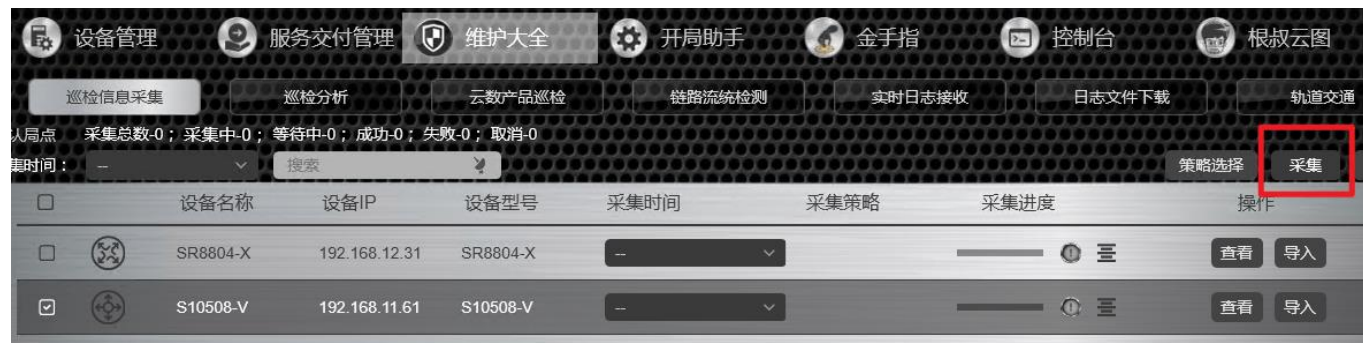 设备管理 服务交付管理 维护大全 开局助手 金手指 控制台 根叔云图
巡检信息采集 巡检分析 云数产品巡检 链路流统检测 实时日志接收 日志文件下载 轨道交通
认局点 采集总数-0； 采集中-0； 等待中-0； 成功-0； 失败-0； 取消-0
集时间： -- 搜索 策略选择 采集
设备名称 设备IP 设备型号 采集时间 采集策略 采集进度 操作
SR8804-X 192.168.12.31 SR8804-X -- 查看 导入
S10508-V 192.168.11.61 S10508-V -- 查看 导入